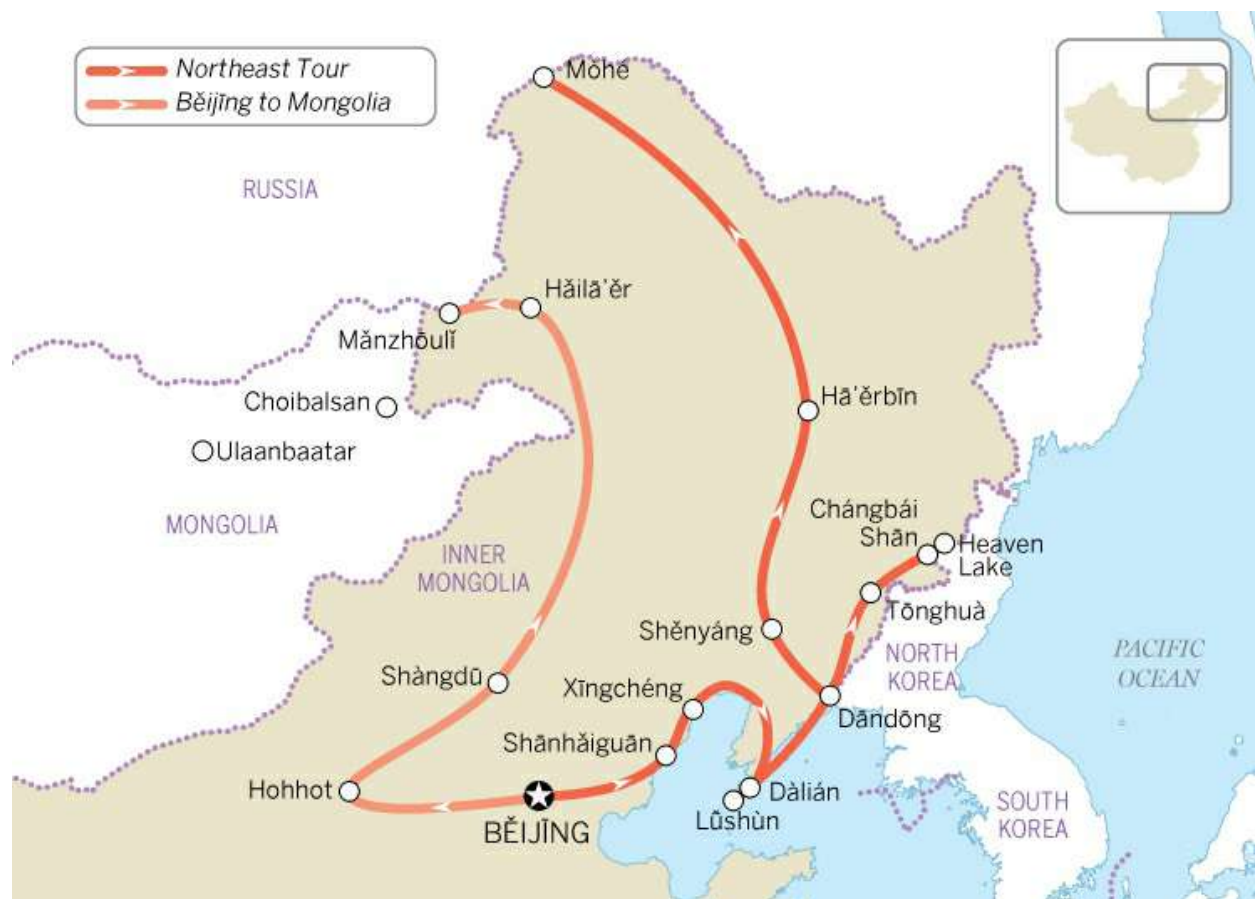 Northeast Tour
Běijīng to Mongolia
Mòhé
RUSSIA
Hǎilā'ěr
Mǎnzhōulǐ
Choibalsan
Hā'ěrbīn
Ulaanbaatar
MONGOLIA
Chángbái
Shān
Heaven
Lake
INNER
MONGOLIA
Tōnghuà
Shěnyáng
NORTH
KOREA
PACIFIC
OCEAN
Shàngdū
Xīngchéng
Dāndōng
Shānhǎiguān
Hohhot
Dàlián
Lǚshùn
BĚIJĪNG
SOUTH
KOREA